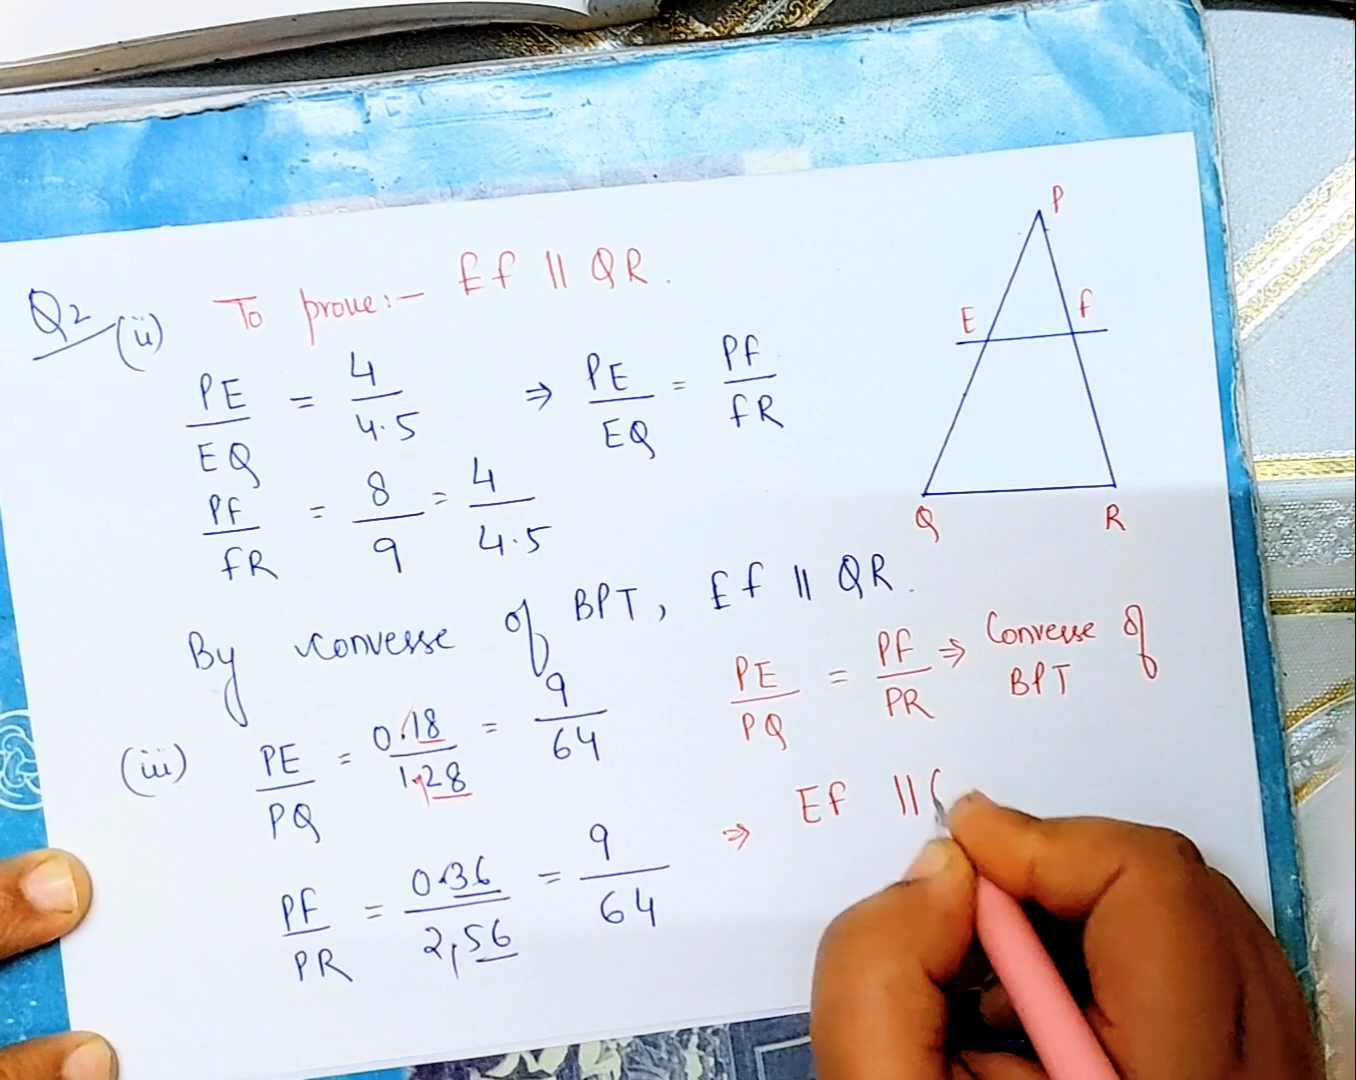 Q2 (ii) To prove:- Ef || QR.
PE/EQ = 4/4.5 ⇒ PE/EQ = Pf/fR
Pf/fR = 8/9 = 4/4.5
By converse of BPT, Ef || QR.
(iii) PE/PQ = 0.18/1.28 = 9/64
Pf/PR = 0.36/2.56 = 9/64
PE/PQ = Pf/PR ⇒ Converse of
BPT
⇒ Ef ||
P
E f
Q R